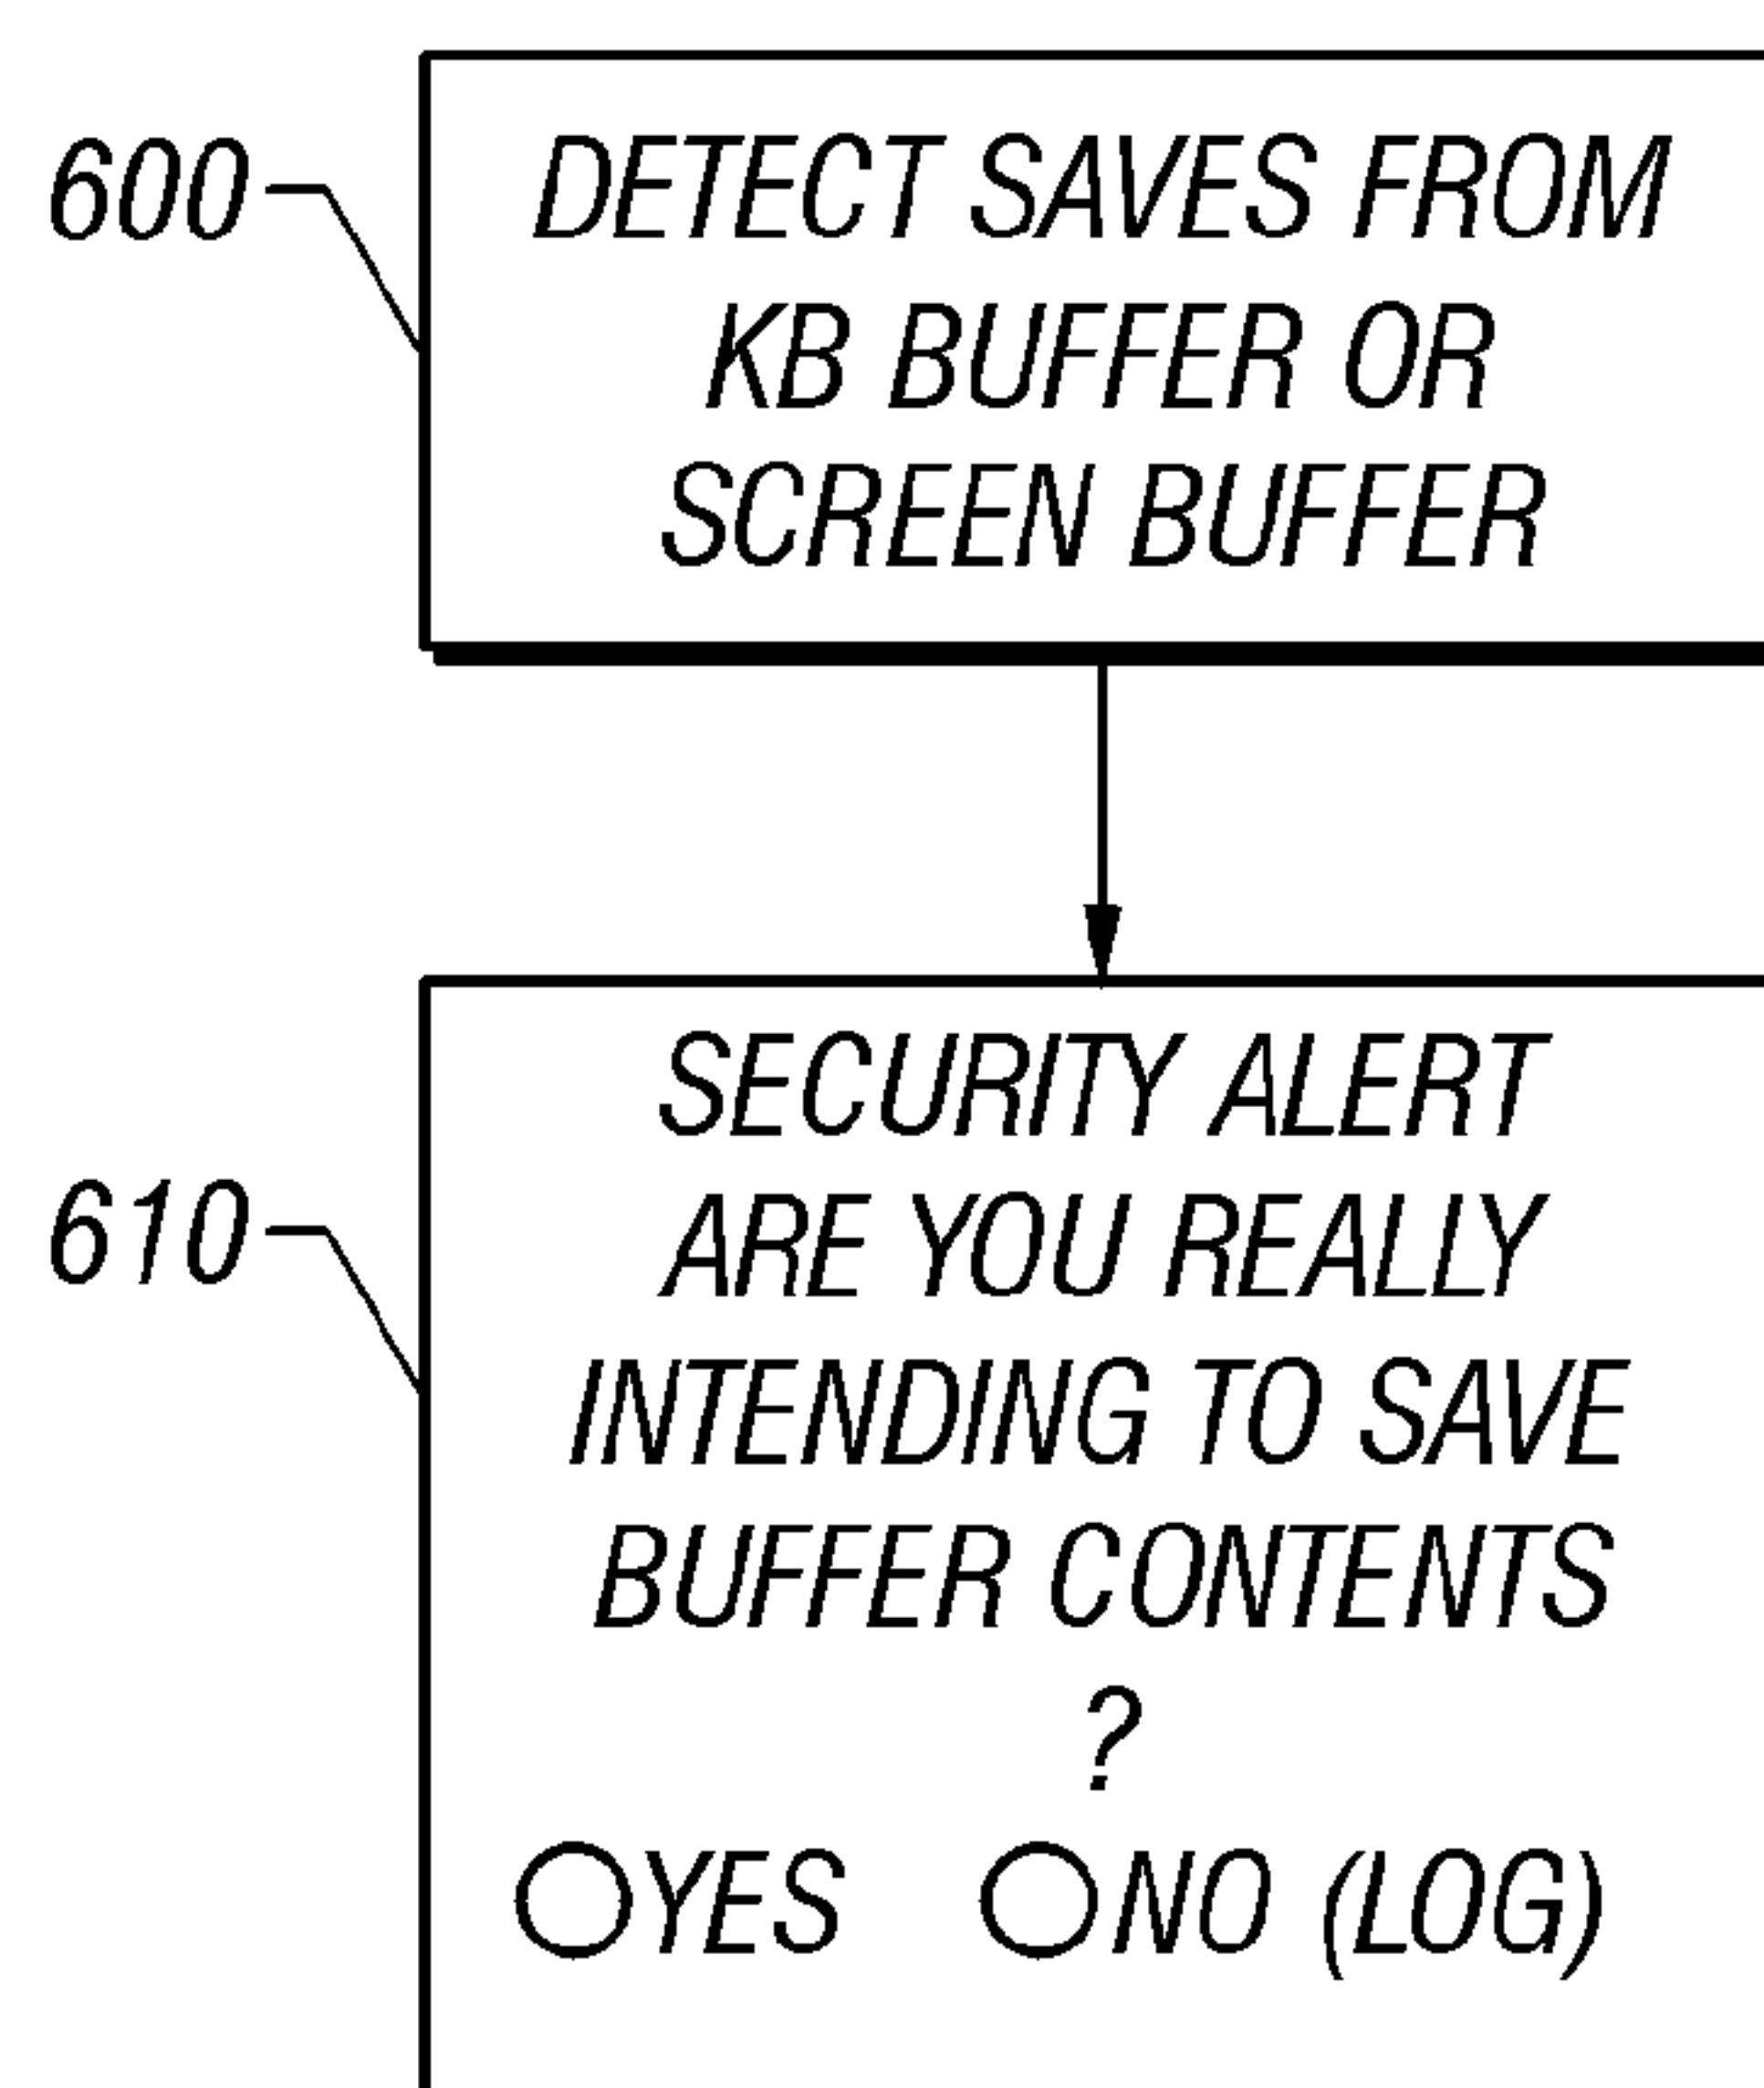 600
DETECT SAVES FROM
KB BUFFER OR
SCREEN BUFFER
610
SECURITY ALERT
ARE YOU REALLY
INTENDING TO SAVE
BUFFER CONTENTS
?
YES NO (LOG)